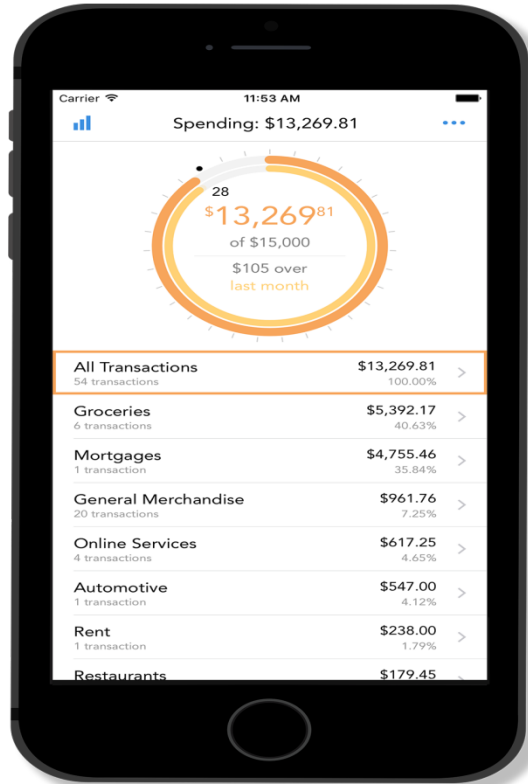 Carrier 11:53 AM
Spending: $13,269.81
28
$13,269 81
of $15,000
$105 over
last month
All Transactions $13,269.81
54 transactions 100.00%
Groceries $5,392.17
6 transactions 40.63%
Mortgages $4,755.46
1 transaction 35.84%
General Merchandise $961.76
20 transactions 7.25%
Online Services $617.25
4 transactions 4.65%
Automotive $547.00
1 transaction 4.12%
Rent $238.00
1 transaction 1.79%
Restaurants $179.45